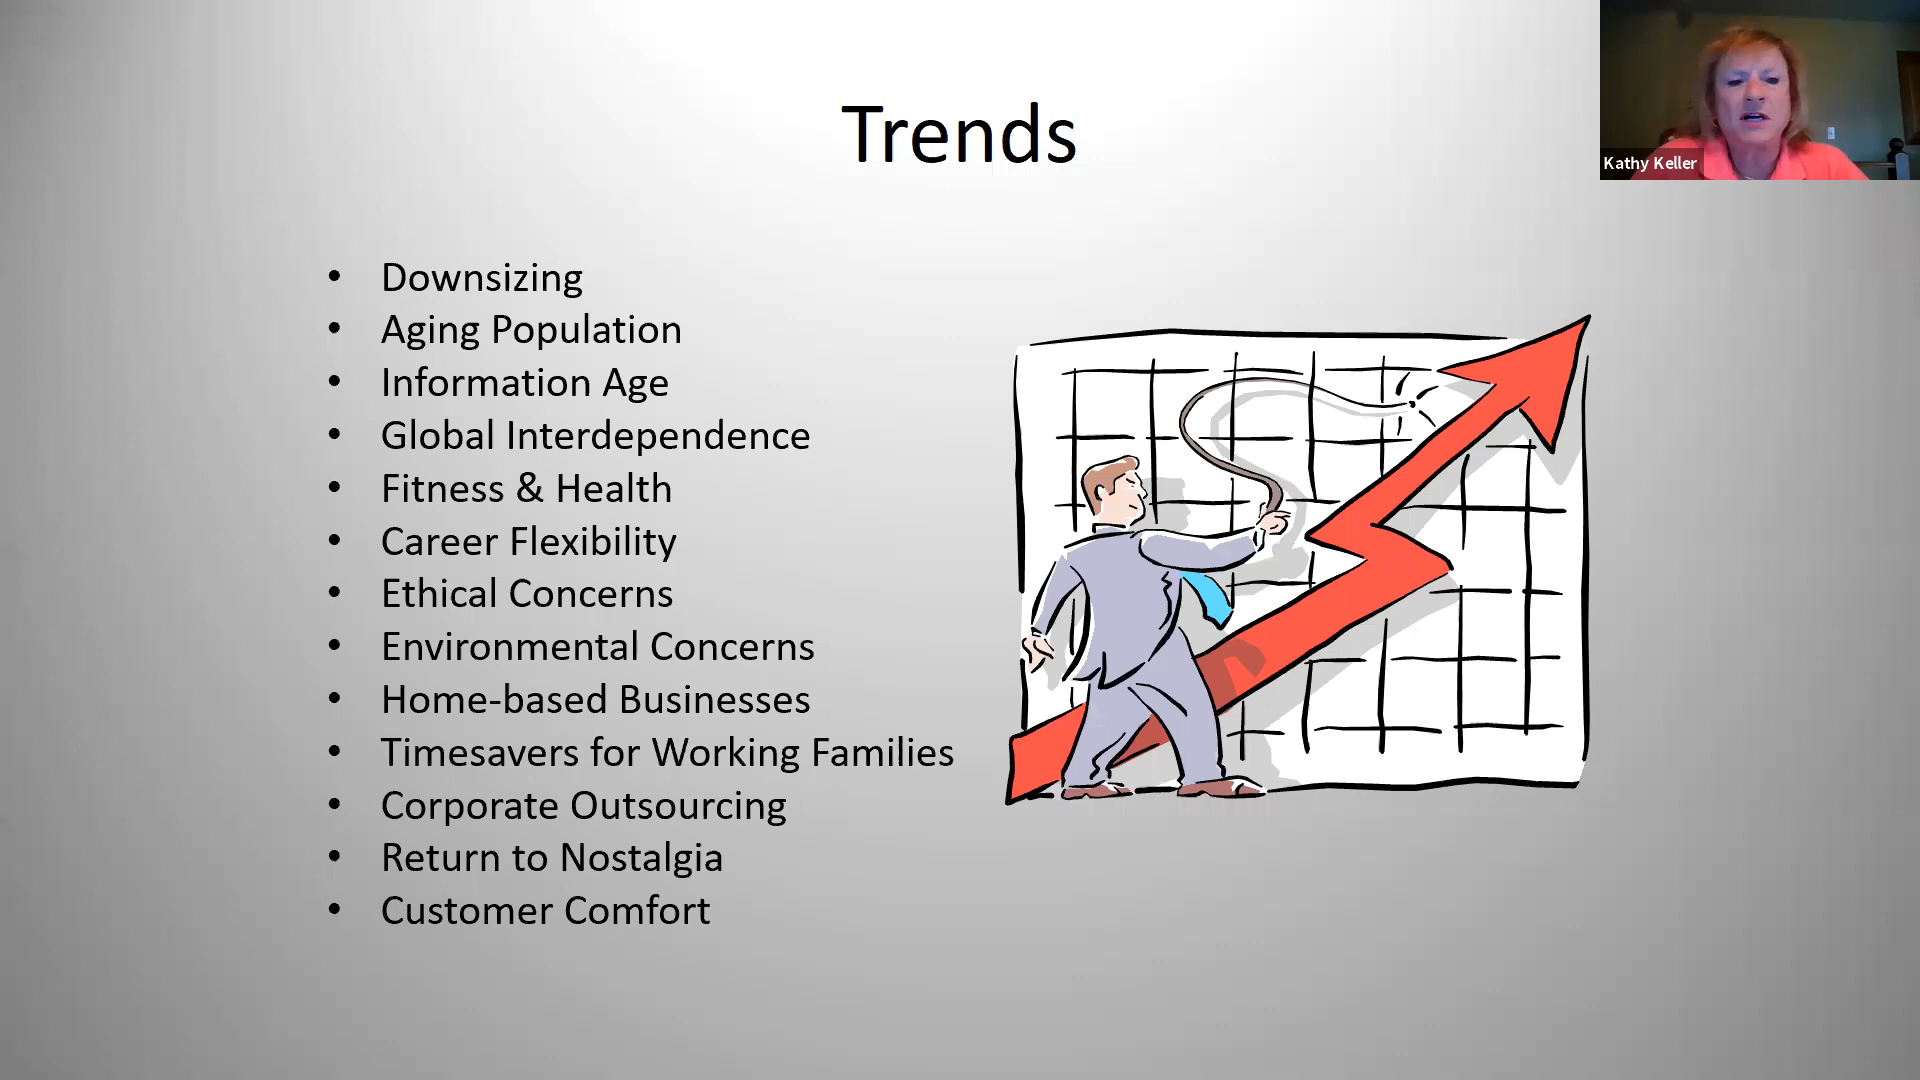 Trends
Kathy Keller
• Downsizing
• Aging Population
• Information Age
• Global Interdependence
• Fitness & Health
• Career Flexibility
• Ethical Concerns
• Environmental Concerns
• Home-based Businesses
• Timesavers for Working Families
• Corporate Outsourcing
• Return to Nostalgia
• Customer Comfort